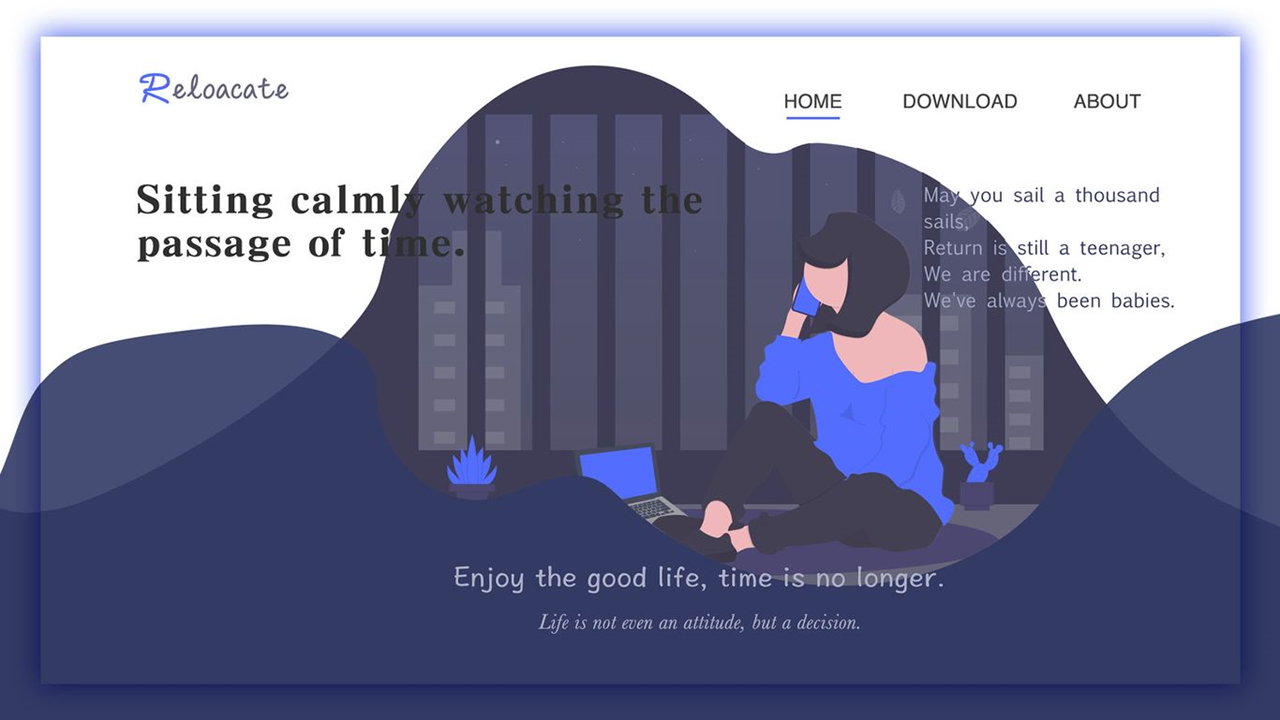 Reloacate
HOME DOWNLOAD ABOUT
Sitting calmly watching the
passage of time.
May you sail a thousand
sails,
Return is still a teenager,
We are different.
We've always been babies.
Enjoy the good life, time is no longer.
Life is not even an attitude, but a decision.